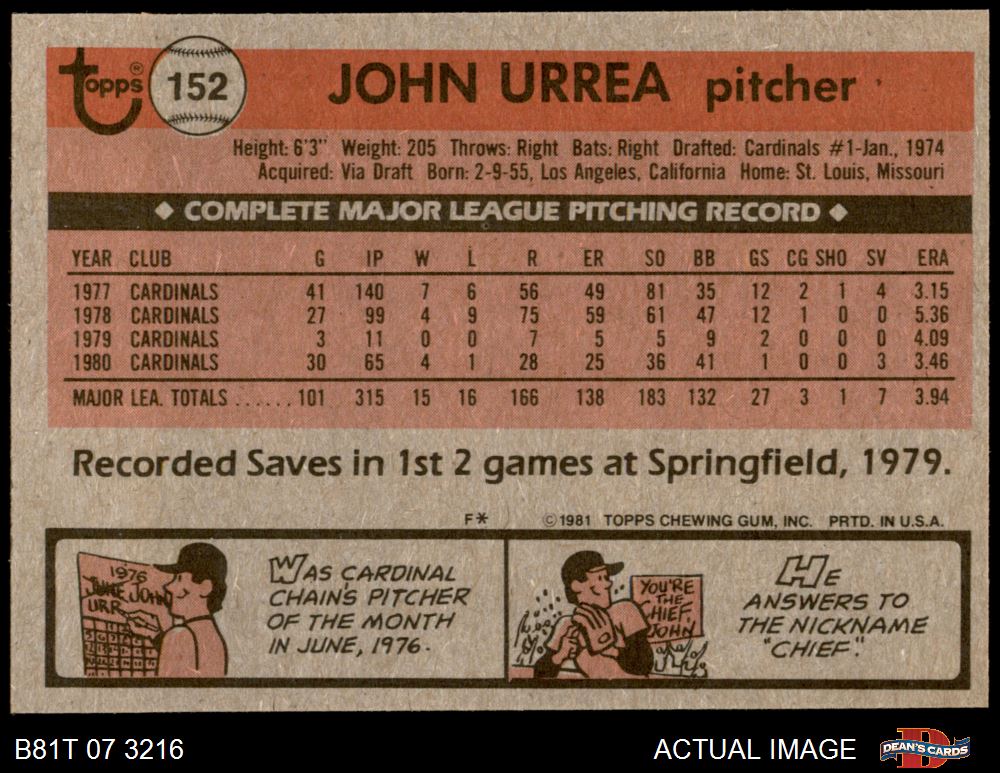 topps® 152 JOHN URREA pitcher
Height: 6'3" Weight: 205 Throws: Right Bats: Right Drafted: Cardinals #1-Jan., 1974
Acquired: Via Draft Born: 2-9-55, Los Angeles, California Home: St. Louis, Missouri
◆ COMPLETE MAJOR LEAGUE PITCHING RECORD ◆
YEAR CLUB G IP W L R ER SO BB GS CG SHO SV ERA
1977 CARDINALS 41 140 7 6 56 49 81 35 12 2 1 4 3.15
1978 CARDINALS 27 99 4 9 75 59 61 47 12 1 0 0 5.36
1979 CARDINALS 3 11 0 0 7 5 5 9 2 0 0 0 4.09
1980 CARDINALS 30 65 4 1 28 25 36 41 1 0 0 3 3.46
MAJOR LEA. TOTALS ...... 101 315 15 16 166 138 183 132 27 3 1 7 3.94
Recorded Saves in 1st 2 games at Springfield, 1979.
F* © 1981 TOPPS CHEWING GUM, INC. PRTD. IN U.S.A.
1976
JUNE JOHN
URR
WAS CARDINAL
CHAIN'S PITCHER
OF THE MONTH
IN JUNE, 1976.
YOU'RE
THE
CHIEF
JOHN
HE
ANSWERS TO
THE NICKNAME
"CHIEF."
B81T 07 3216 ACTUAL IMAGE DEAN'S CARDS